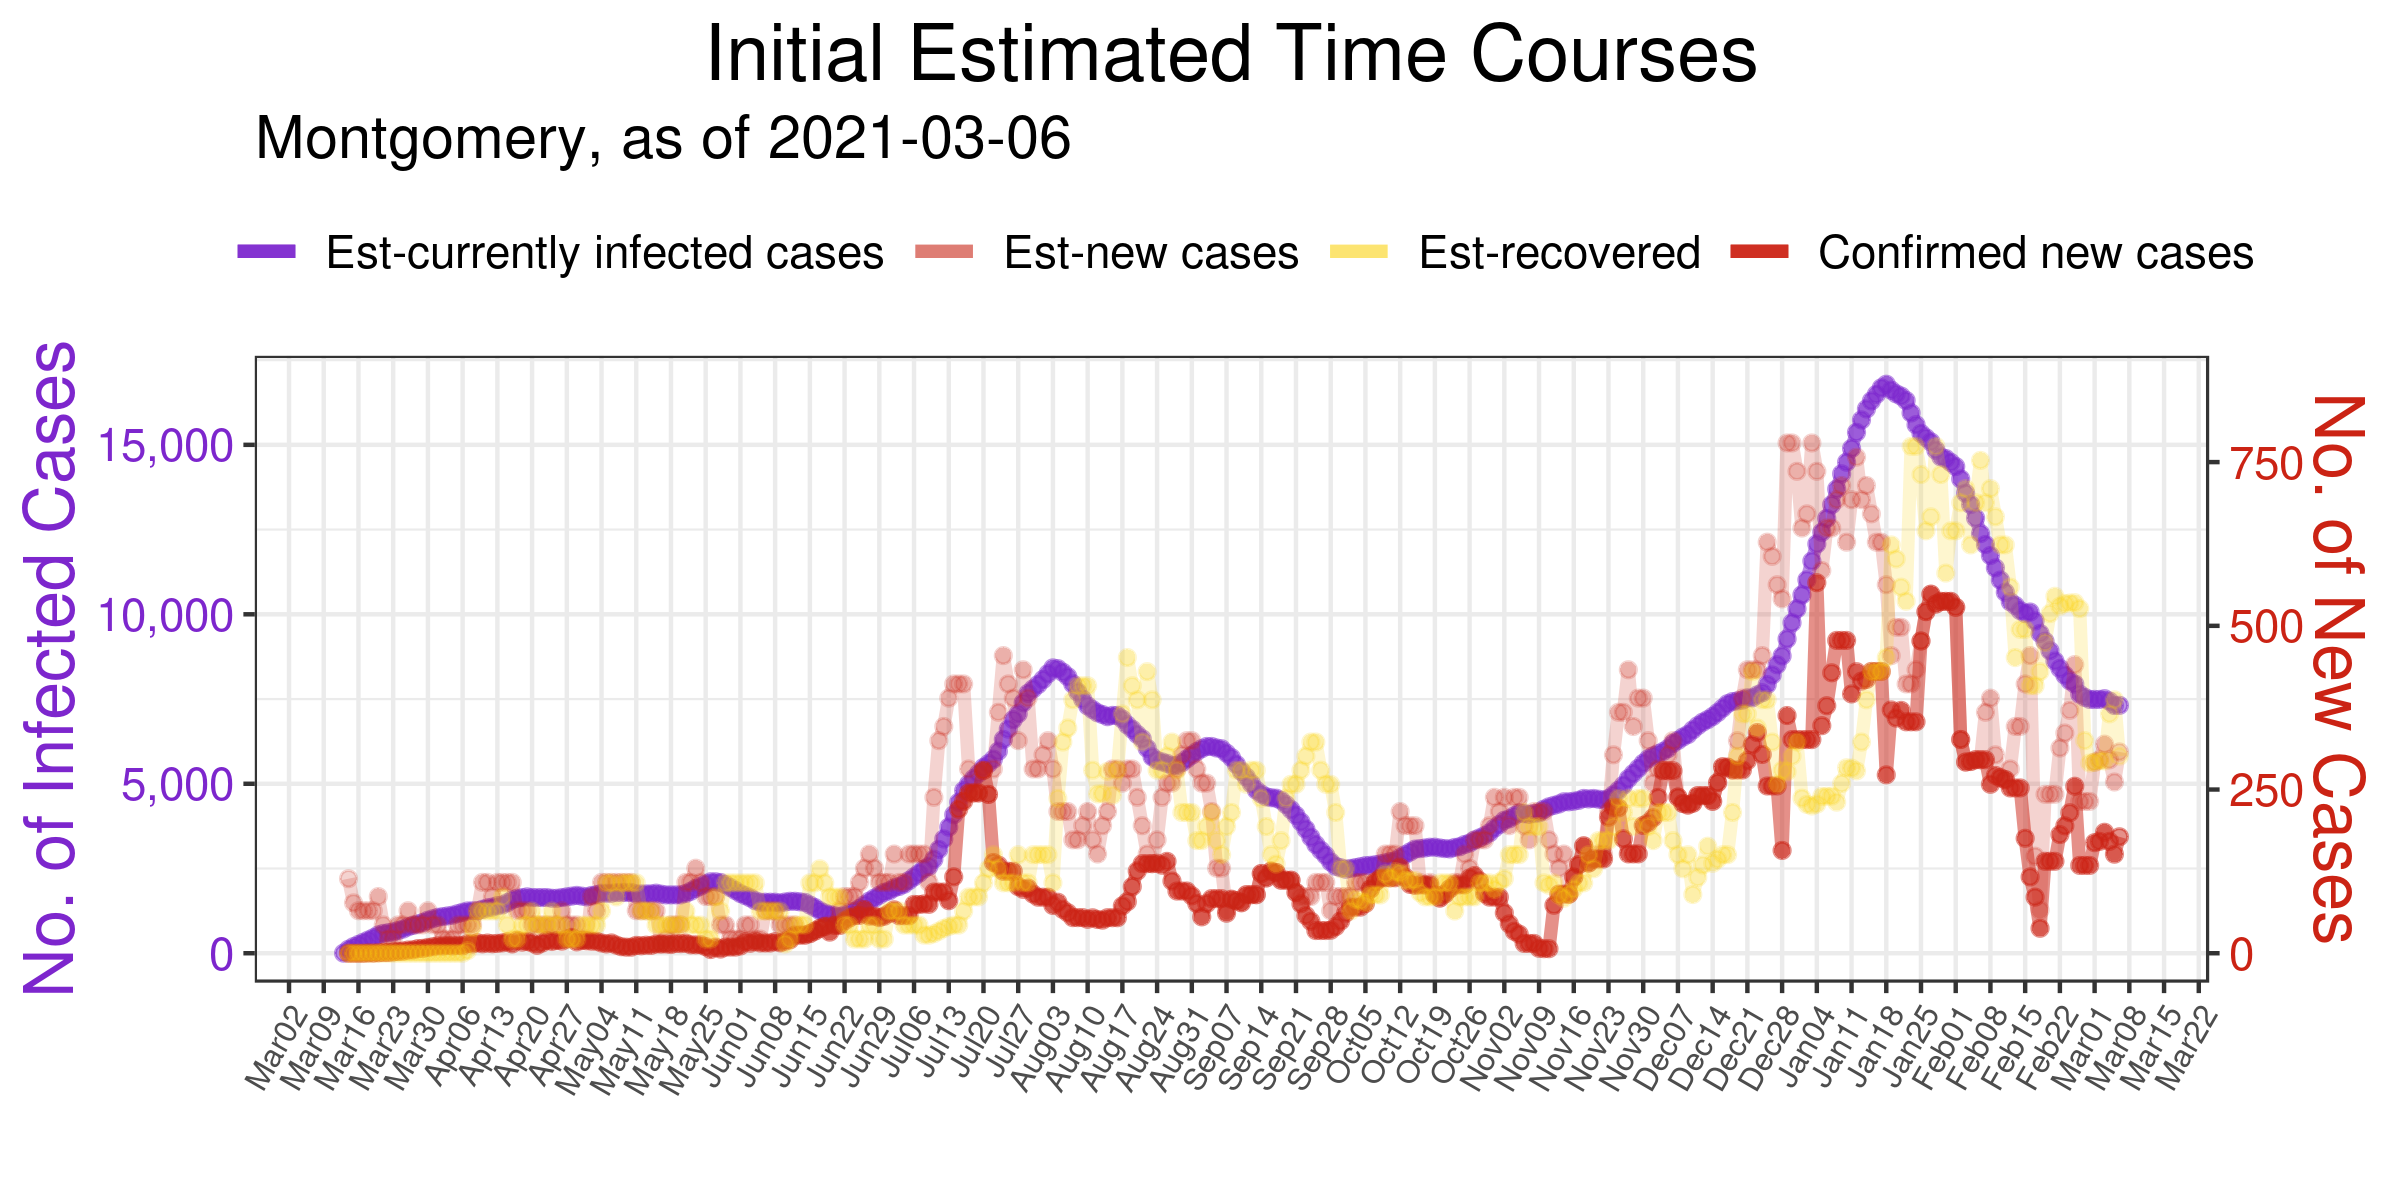 Initial Estimated Time Courses
Montgomery, as of 2021-03-06
Est-currently infected cases
Est-new cases
Est-recovered
Confirmed new cases
No. of Infected Cases
15,000
10,000
5,000
0
No. of New Cases
750
500
250
0
Mar02
Mar09
Mar16
Mar23
Mar30
Apr06
Apr13
Apr20
Apr27
May04
May11
May18
May25
Jun01
Jun08
Jun15
Jun22
Jun29
Jul06
Jul13
Jul20
Jul27
Aug03
Aug10
Aug17
Aug24
Aug31
Sep07
Sep14
Sep21
Sep28
Oct05
Oct12
Oct19
Oct26
Nov02
Nov09
Nov16
Nov23
Nov30
Dec07
Dec14
Dec21
Dec28
Jan04
Jan11
Jan18
Jan25
Feb01
Feb08
Feb15
Feb22
Mar01
Mar08
Mar15
Mar22